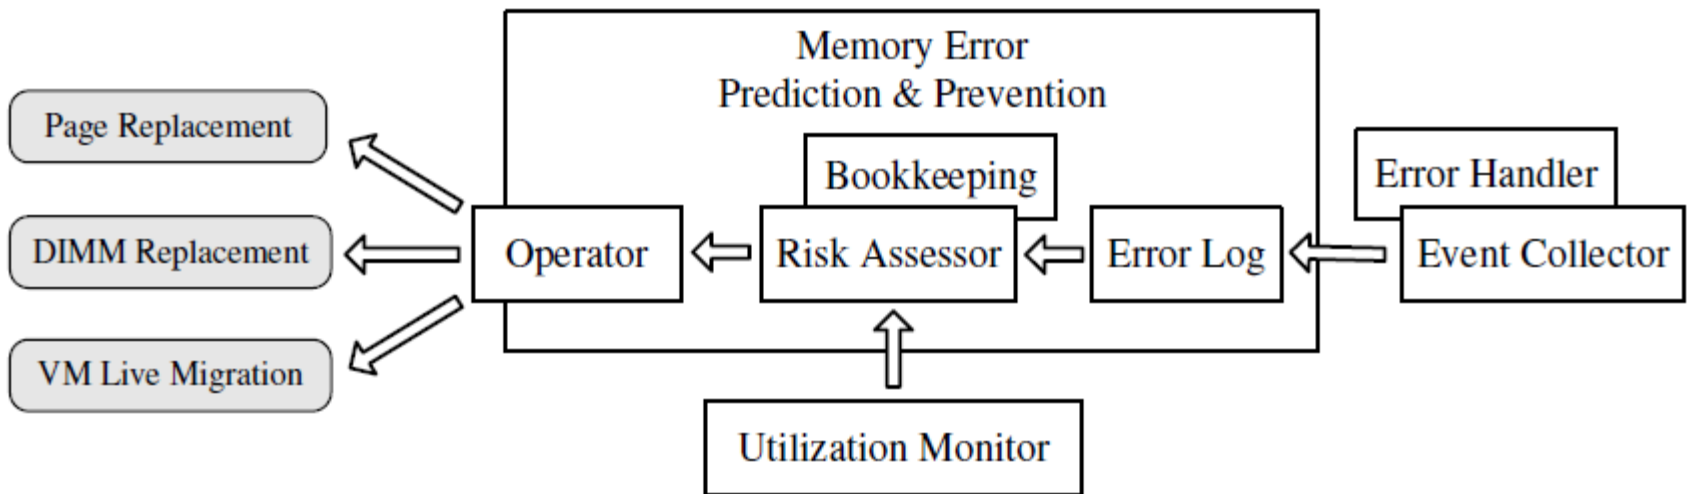 Memory Error
Prediction & Prevention
Page Replacement
Bookkeeping
Error Handler
DIMM Replacement
Operator
Risk Assessor
Error Log
Event Collector
VM Live Migration
Utilization Monitor